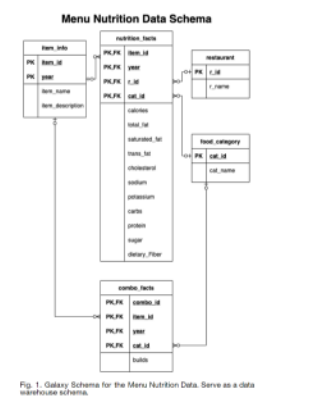 Menu Nutrition Data Schema
item_info
PK item_id
PK year
item_name
item_description
nutrition_facts
PK,FK item_id
PK,FK year
PK,FK r_id
PK,FK cat_id
calories
total_fat
saturated_fat
trans_fat
cholesterol
sodium
potassium
carbs
protein
sugar
dietary_Fiber
restaurant
PK r_id
r_name
food_category
PK cat_id
cat_name
combo_facts
PK,FK combo_id
PK,FK item_id
PK,FK year
PK,FK cat_id
builds
Fig. 1. Galaxy Schema for the Menu Nutrition Data. Serve as a data
warehouse schema.